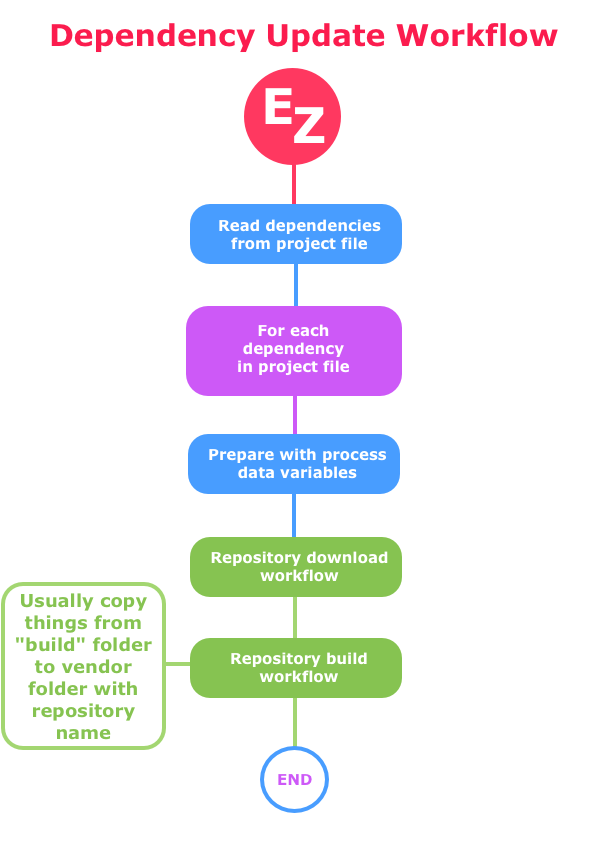 Dependency Update Workflow
E
Z
Read dependencies
from project file
For each
dependency
in project file
Prepare with process
data variables
Repository download
workflow
Usually copy
things from
"build" folder
to vendor
folder with
repository
name
Repository build
workflow
END